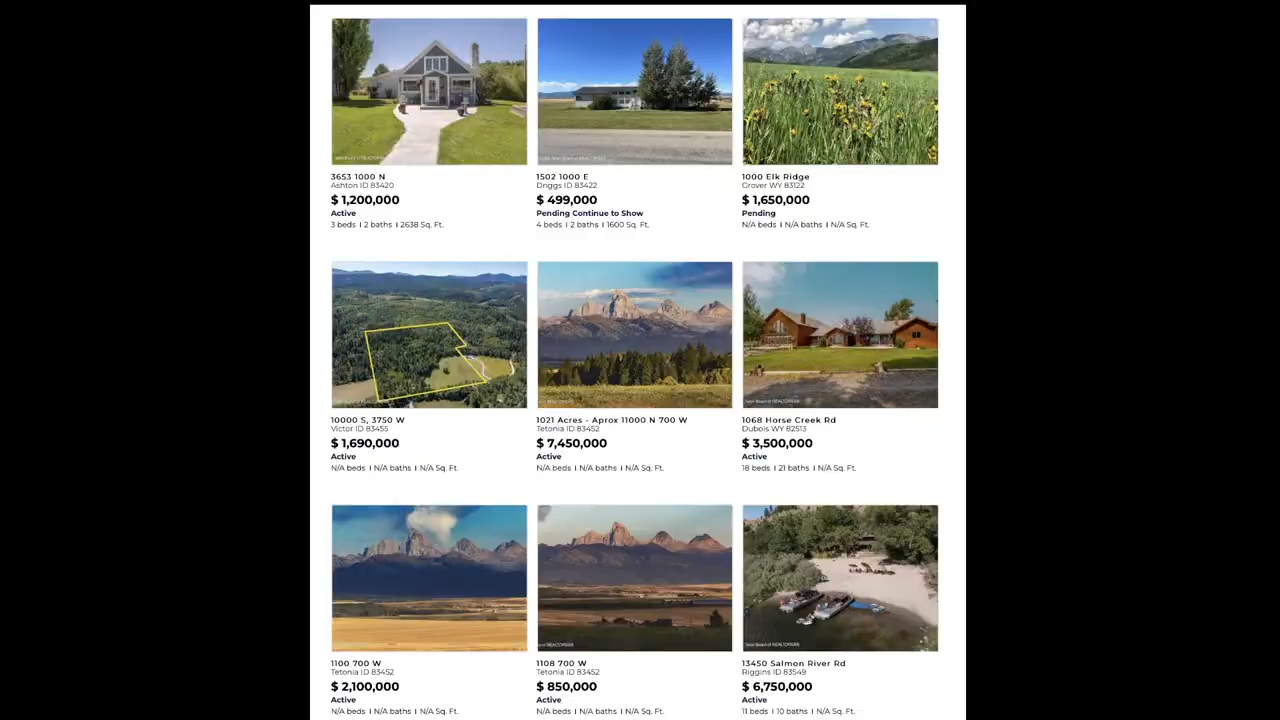 3653 1000 N
Ashton ID 83420
$ 1,200,000
Active
3 beds I 2 baths I 2638 Sq. Ft.
1502 1000 E
Driggs ID 83422
$ 499,000
Pending Continue to Show
4 beds I 2 baths I 1600 Sq. Ft.
1000 Elk Ridge
Grover WY 83122
$ 1,650,000
Pending
N/A beds I N/A baths I N/A Sq. Ft.
10000 S, 3750 W
Victor ID 83455
$ 1,690,000
Active
N/A beds I N/A baths I N/A Sq. Ft.
1021 Acres - Aprox 11000 N 700 W
Tetonia ID 83452
$ 7,450,000
Active
N/A beds I N/A baths I N/A Sq. Ft.
1068 Horse Creek Rd
Dubois WY 82513
$ 3,500,000
Active
18 beds I 21 baths I N/A Sq. Ft.
1100 700 W
Tetonia ID 83452
$ 2,100,000
Active
N/A beds I N/A baths I N/A Sq. Ft.
1108 700 W
Tetonia ID 83452
$ 850,000
Active
N/A beds I N/A baths I N/A Sq. Ft.
13450 Salmon River Rd
Riggins ID 83549
$ 6,750,000
Active
11 beds I 10 baths I N/A Sq. Ft.